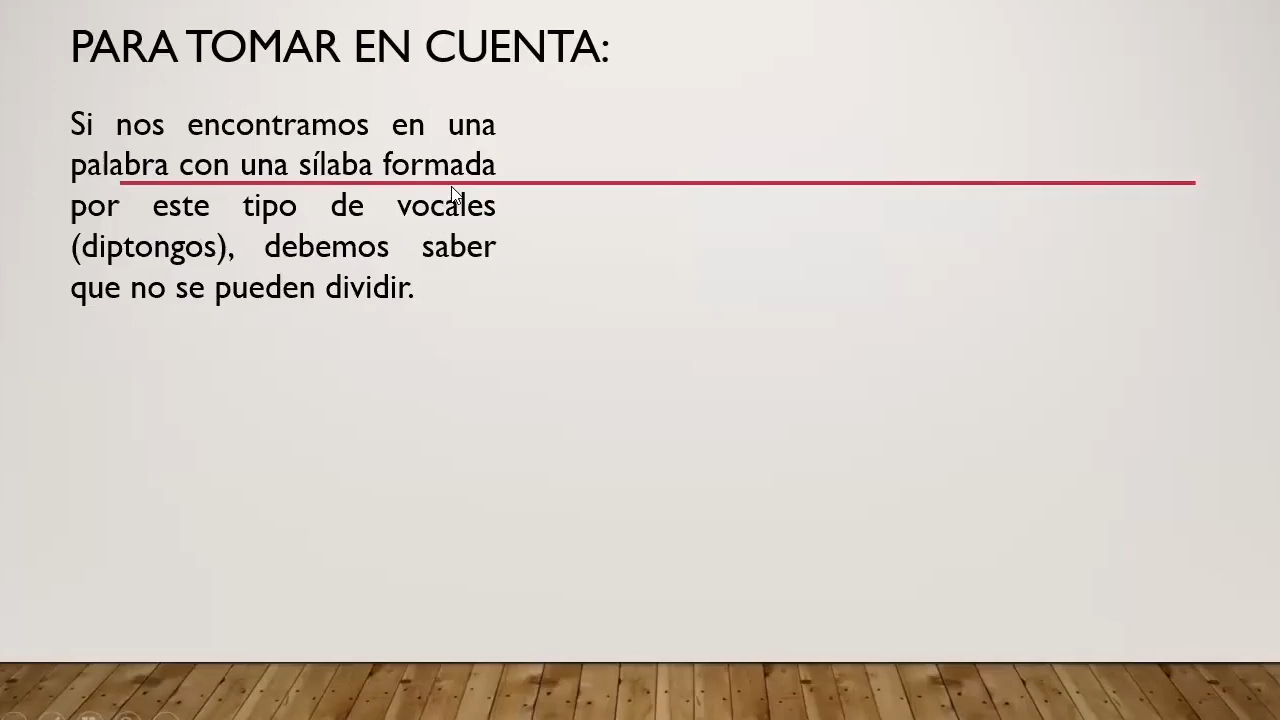 PARA TOMAR EN CUENTA:
Si nos encontramos en una
palabra con una sílaba formada
por este tipo de vocales
(diptongos), debemos saber
que no se pueden dividir.